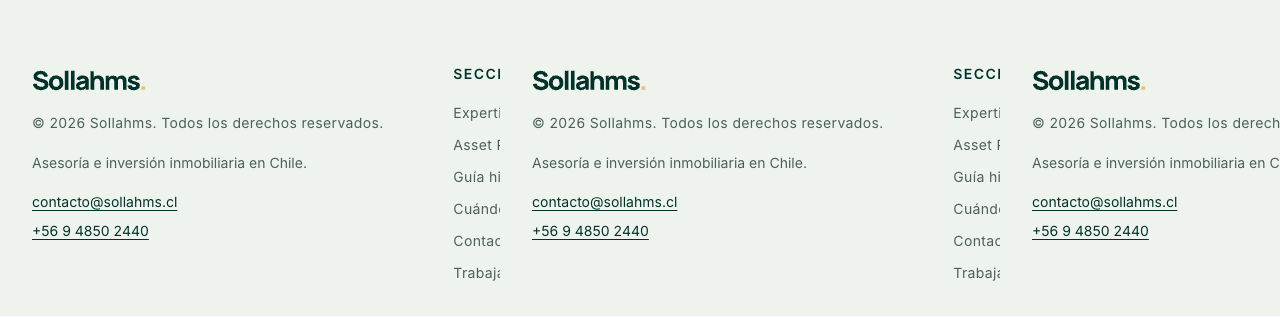 Sollahms.
© 2026 Sollahms. Todos los derechos reservados.
Asesoría e inversión inmobiliaria en Chile.
contacto@sollahms.cl
+56 9 4850 2440
SECCI
Experti
Asset
Guía hi
Cuánd
Contac
Trabaj
Sollahms.
© 2026 Sollahms. Todos los derechos reservados.
Asesoría e inversión inmobiliaria en Chile.
contacto@sollahms.cl
+56 9 4850 2440
SECCI
Experti
Asset
Guía hi
Cuánd
Contac
Trabaj
Sollahms.
© 2026 Sollahms. Todos los derech
Asesoría e inversión inmobiliaria en C
contacto@sollahms.cl
+56 9 4850 2440